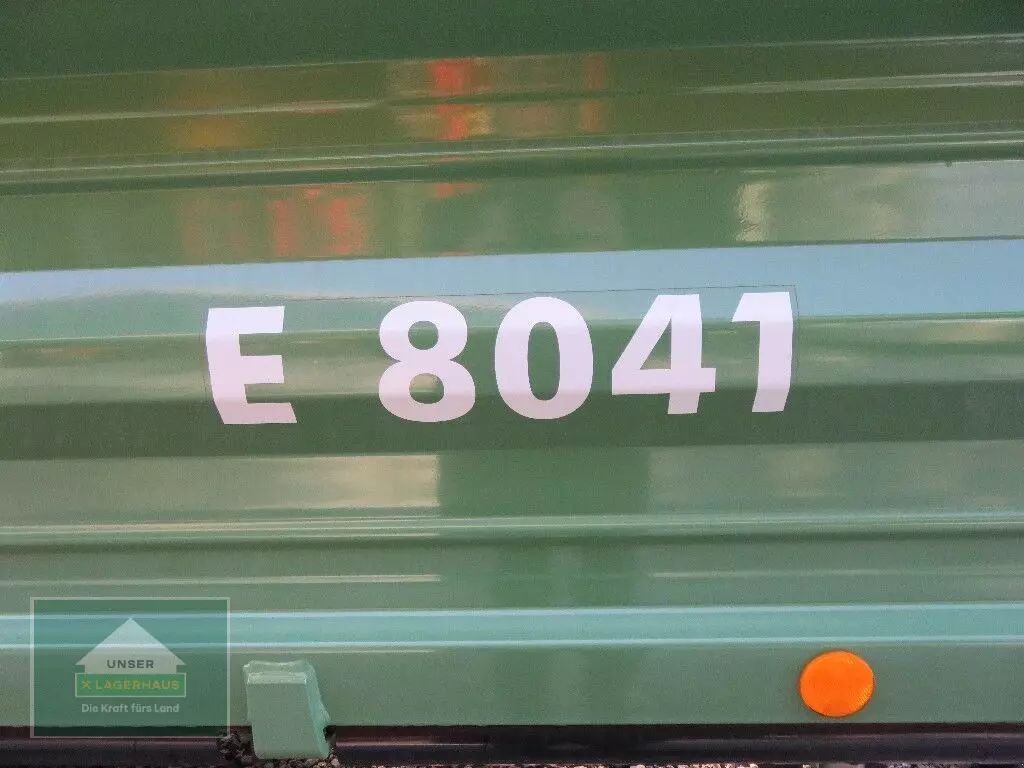 E 8041
UNSER
X LAGERHAUS
Die Kraft fürs Land